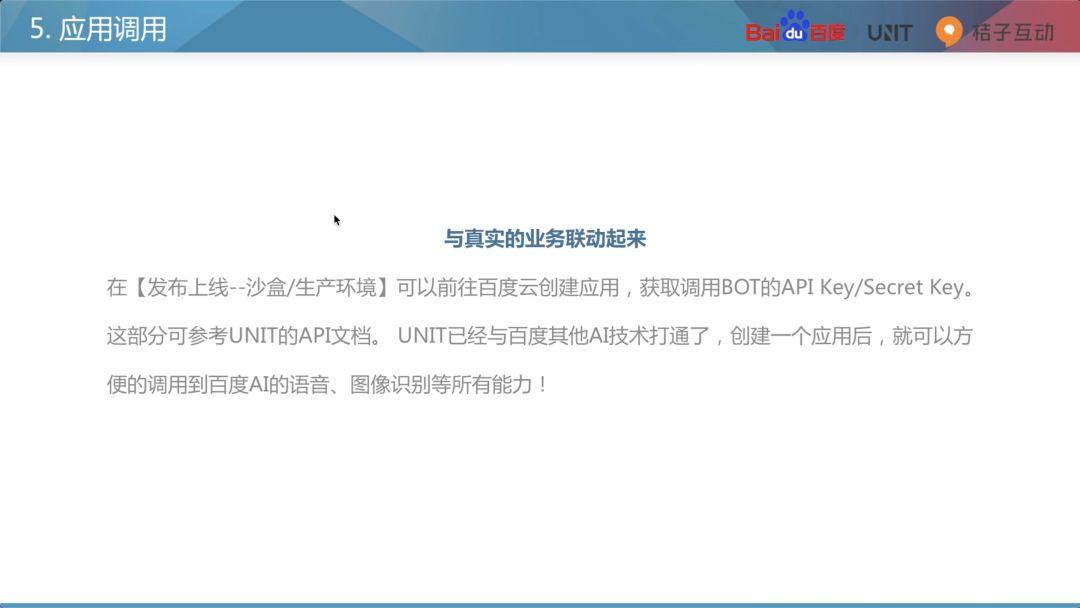 5. 应用调用
Bai du 百度 UNIT 桔子互动
与真实的业务联动起来
在【发布上线--沙盒/生产环境】可以前往百度云创建应用，获取调用BOT的API Key/Secret Key。
这部分可参考UNIT的API文档。 UNIT已经与百度其他AI技术打通了，创建一个应用后，就可以方
便的调用到百度AI的语音、图像识别等所有能力！